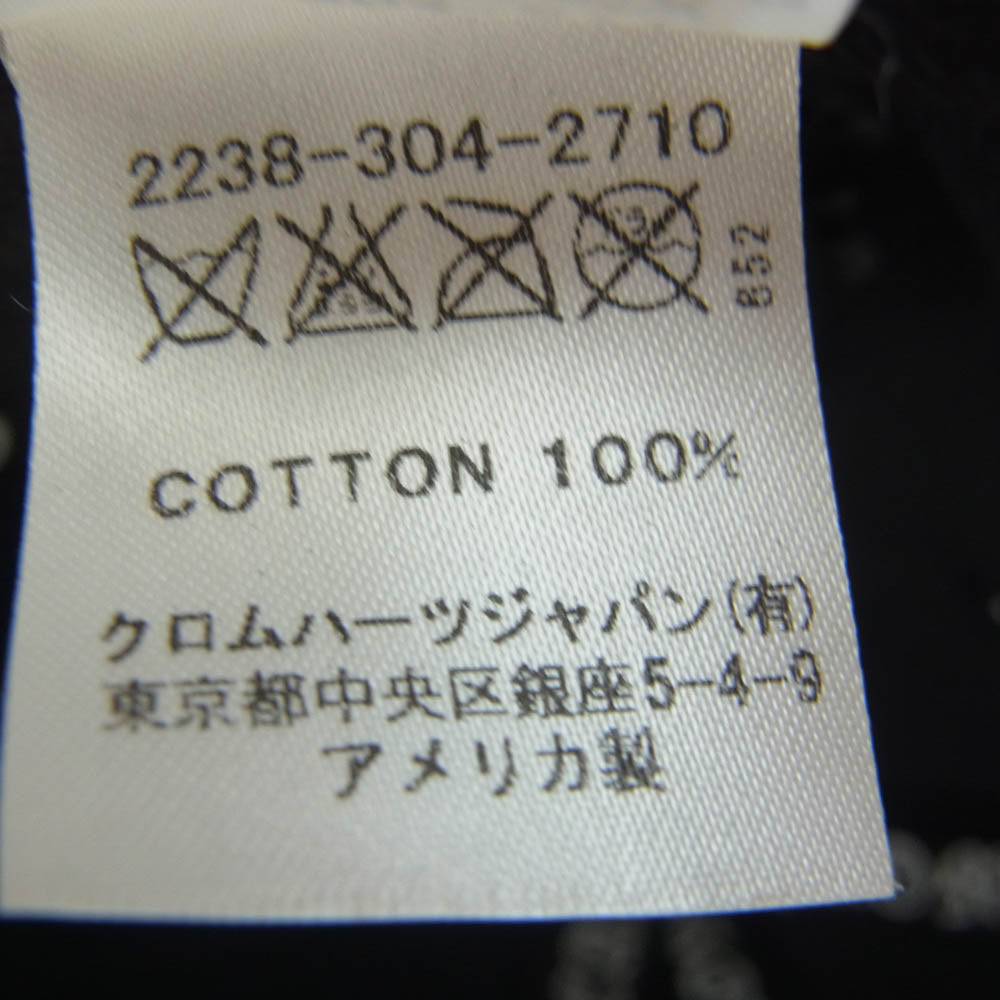 2238-304-2710
852
COTTON 100%
クロムハーツジャパン(有)
東京都中央区銀座5-4-9
アメリカ製